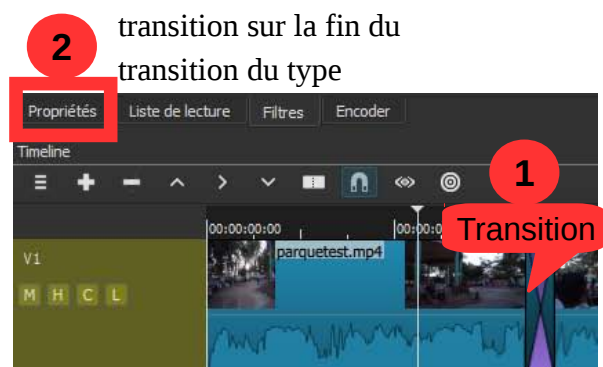 transition sur la fin du
2
transition du type
Propriétés Liste de lecture Filtres Encoder
Timeline
1
00:00:00:00 00:0
Transition
V1
parquetest.mp4
M H C L